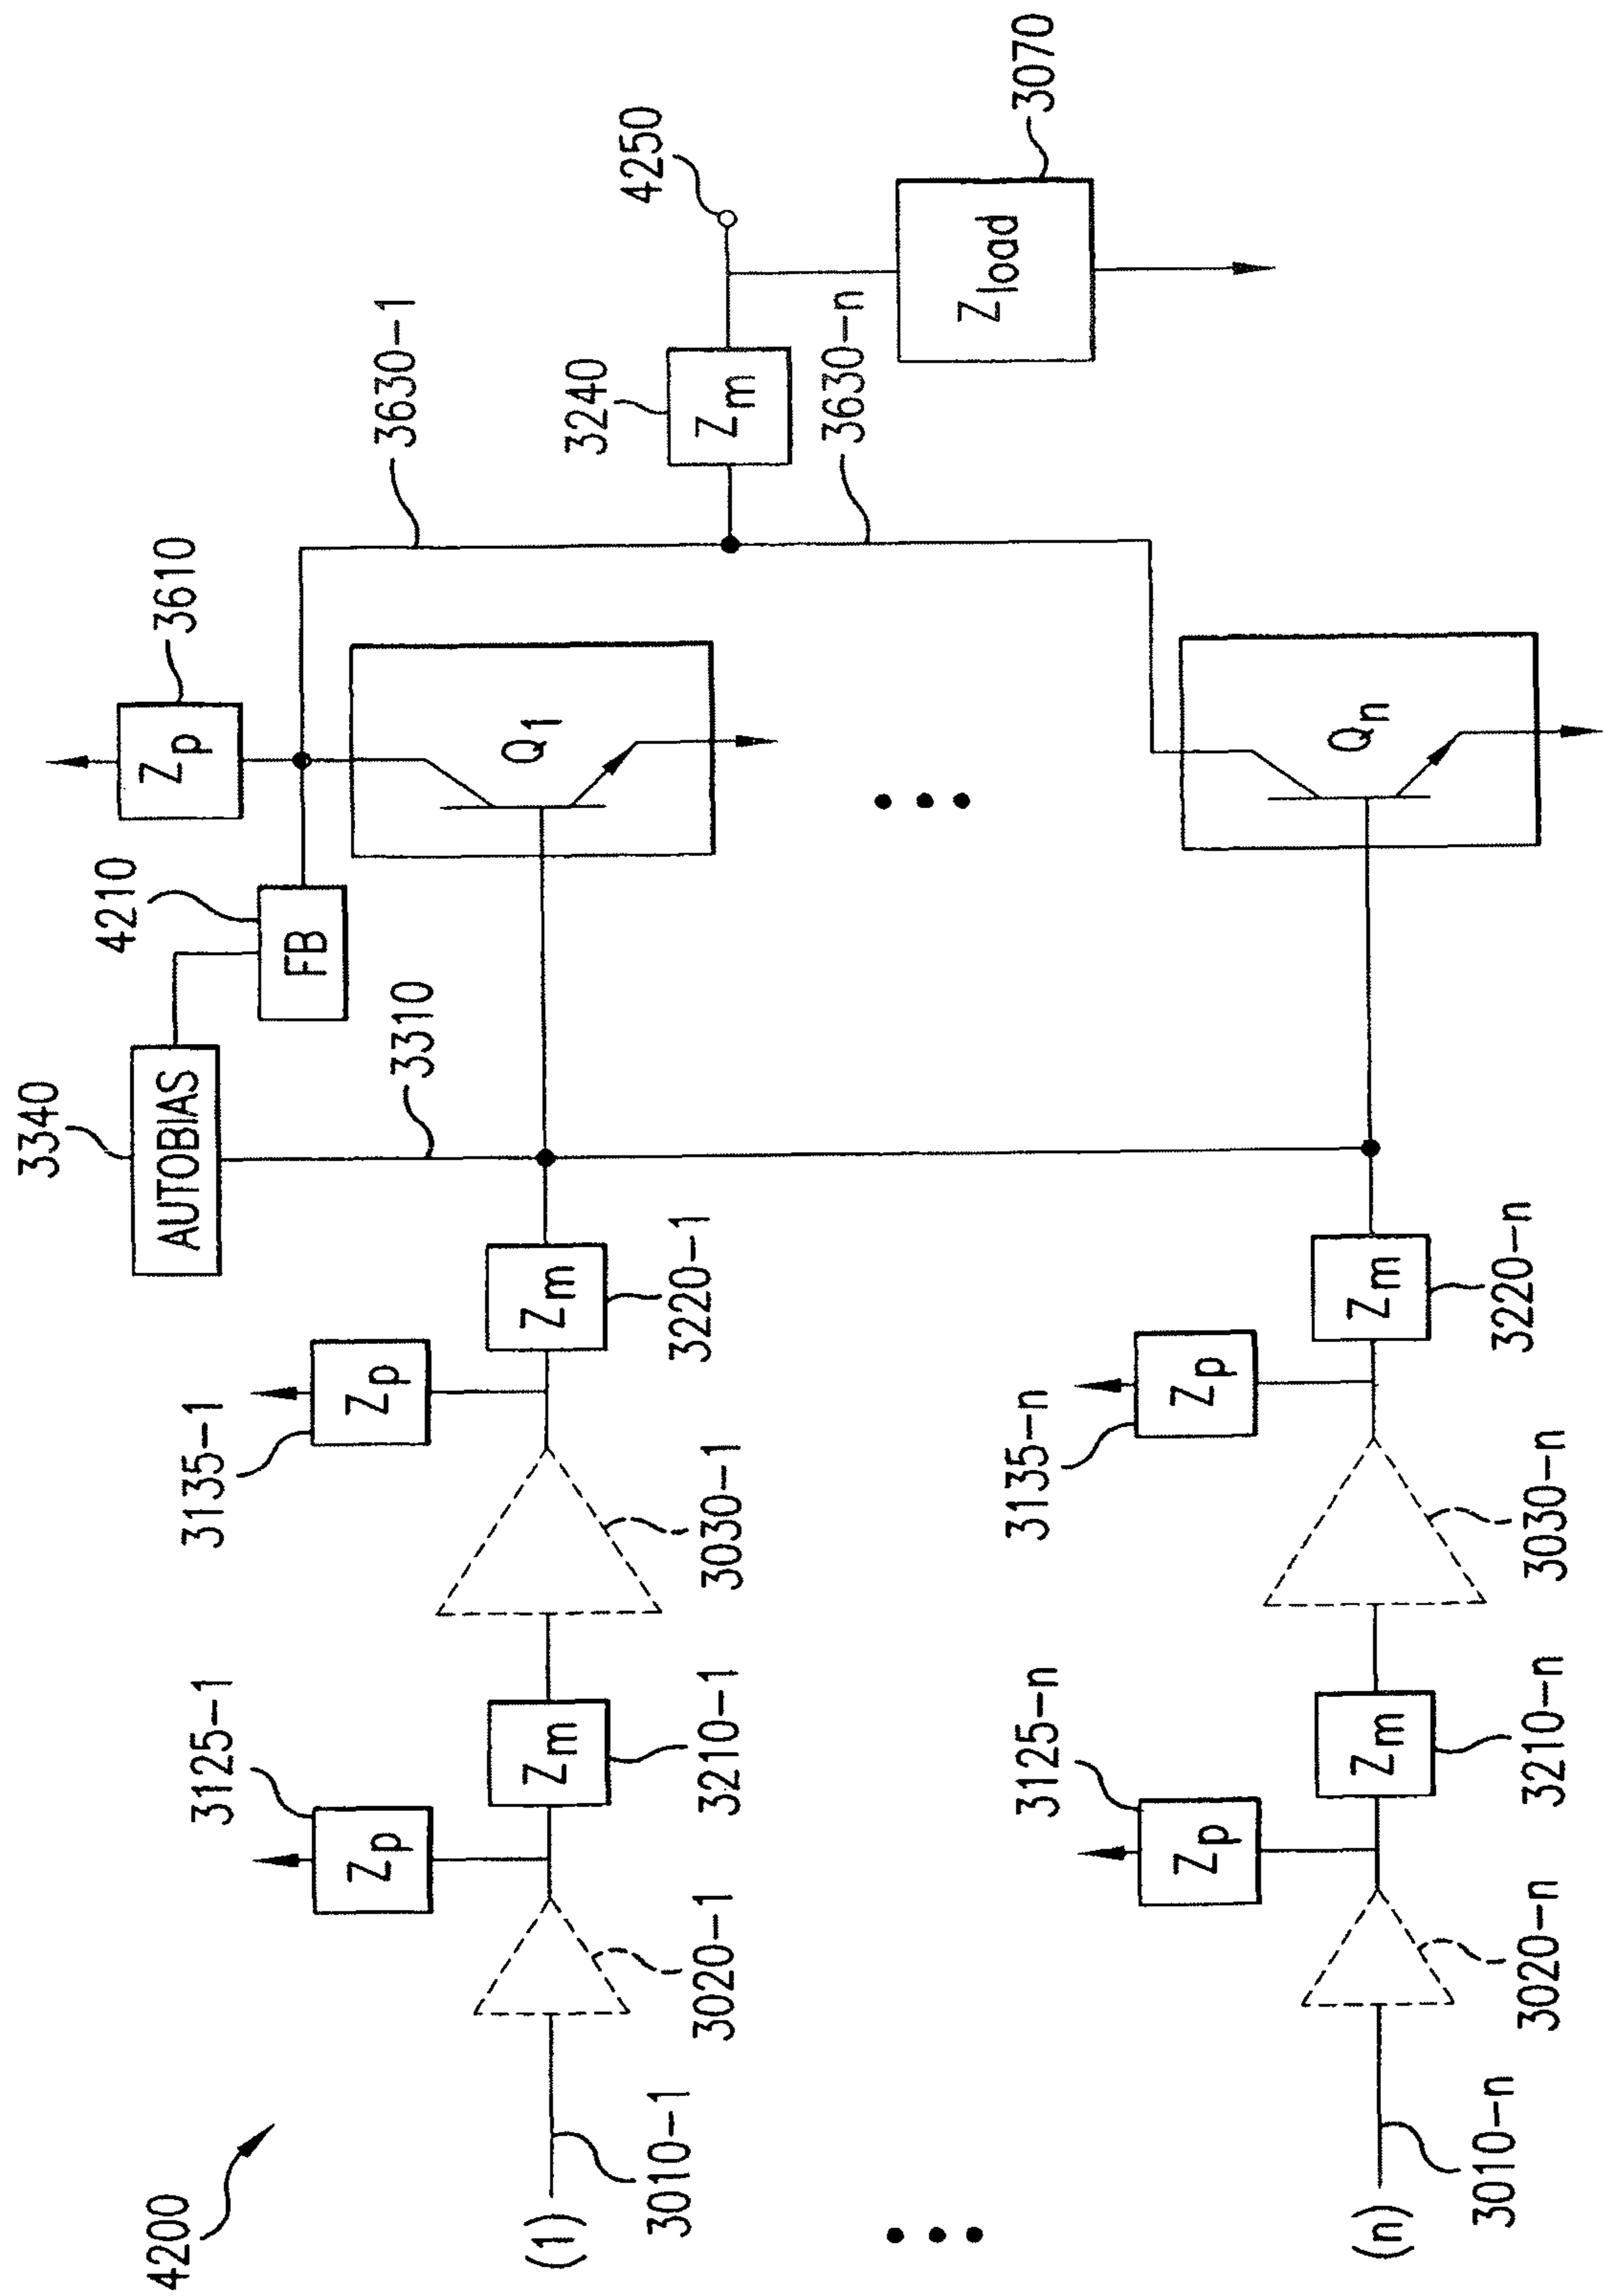 4200
(1)
3010-1
3020-1
3125-1
Zp
Zm
3210-1
3030-1
3135-1
Zp
Zm
3220-1
3340
AUTOBIAS
3310
4210
FB
3610
Zp
Q1
3630-1
3240
Zm
4250
3630-n
Zload
3070
(n)
3010-n
3020-n
3125-n
Zp
Zm
3210-n
3030-n
3135-n
Zp
Zm
3220-n
Qn